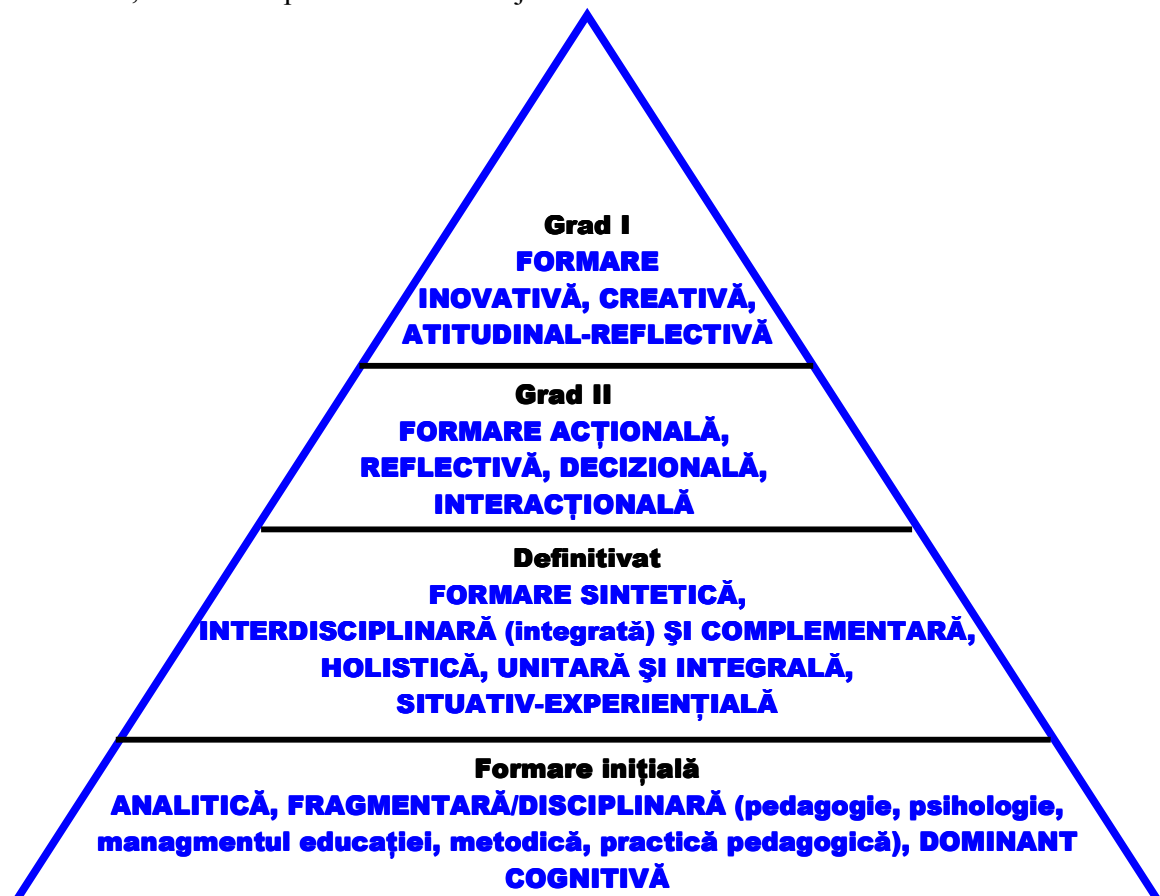 Grad I
FORMARE
INOVATIVĂ, CREATIVĂ,
ATITUDINAL-REFLECTIVĂ
Grad II
FORMARE ACȚIONALĂ,
REFLECTIVĂ, DECIZIONALĂ,
INTERACȚIONALĂ
Definitivat
FORMARE SINTETICĂ,
INTERDISCIPLINARĂ (integrată) ŞI COMPLEMENTARĂ,
HOLISTICĂ, UNITARĂ ŞI INTEGRALĂ,
SITUATIV-EXPERIENȚIALĂ
Formare inițială
ANALITICĂ, FRAGMENTARĂ/DISCIPLINARĂ (pedagogie, psihologie,
managmentul educației, metodică, practică pedagogică), DOMINANT
COGNITIVĂ